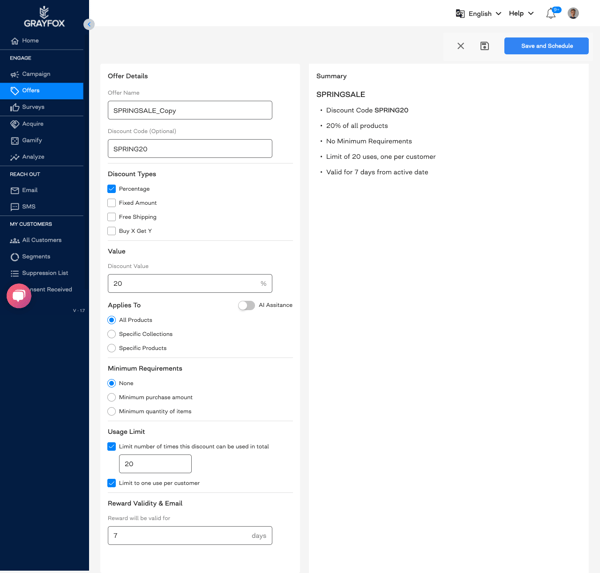 GRAYFOX
English
Help
9+
Home
ENGAGE
Campaign
Offers
Surveys
Acquire
Gamify
Analyze
REACH OUT
Email
SMS
MY CUSTOMERS
All Customers
Segments
Suppression List
onsent Received
V : 1.7
Save and Schedule
Offer Details
Offer Name
SPRINGSALE_Copy
Discount Code (Optional)
SPRING20
Discount Types
Percentage
Fixed Amount
Free Shipping
Buy X Get Y
Value
Discount Value
20 %
Applies To AI Assitance
All Products
Specific Collections
Specific Products
Minimum Requirements
None
Minimum purchase amount
Minimum quantity of items
Usage Limit
Limit number of times this discount can be used in total
20
Limit to one use per customer
Reward Validity & Email
Reward will be valid for
7 days
Summary
SPRINGSALE
• Discount Code SPRING20
• 20% of all products
• No Minimum Requirements
• Limit of 20 uses, one per customer
• Valid for 7 days from active date